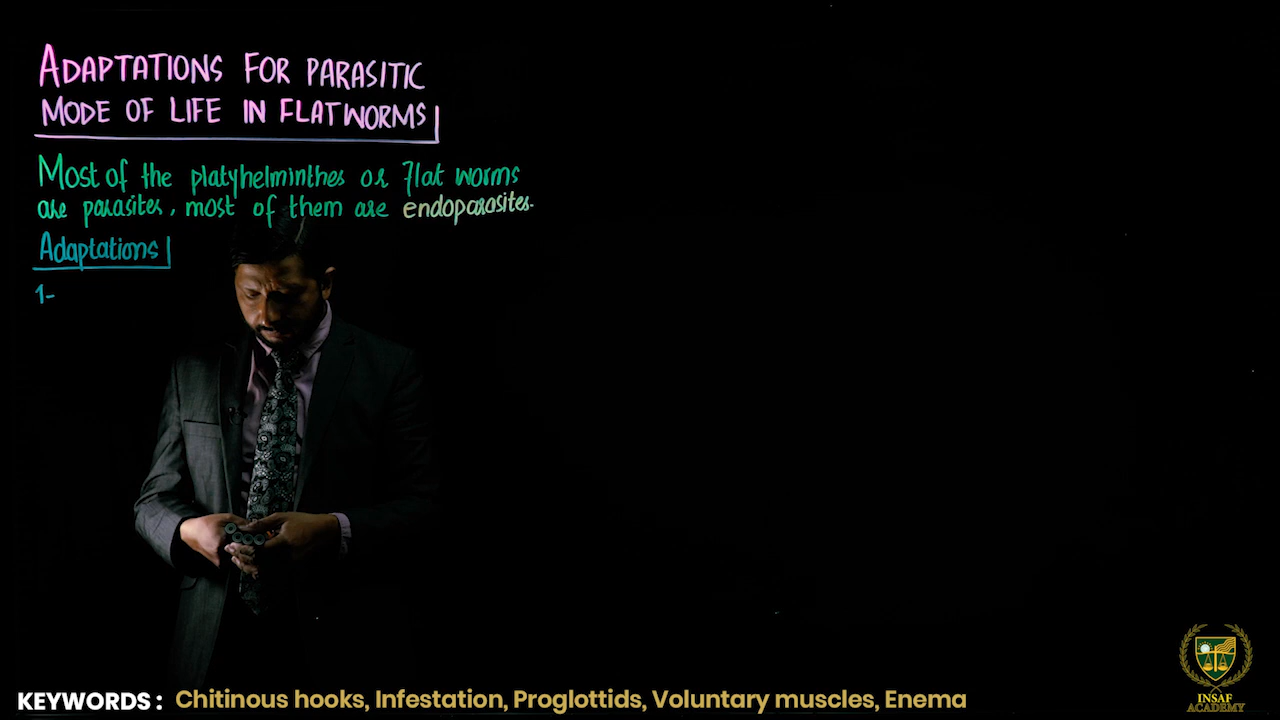 ADAPTATIONS FOR PARASITIC
MODE OF LIFE IN FLATWORMS
Most of the platyhelminthes or Flat worms
are parasites, most of them are endoparasites.
Adaptations
1-
KEYWORDS : Chitinous hooks, Infestation, Proglottids, Voluntary muscles, Enema
INSAF
ACADEMY